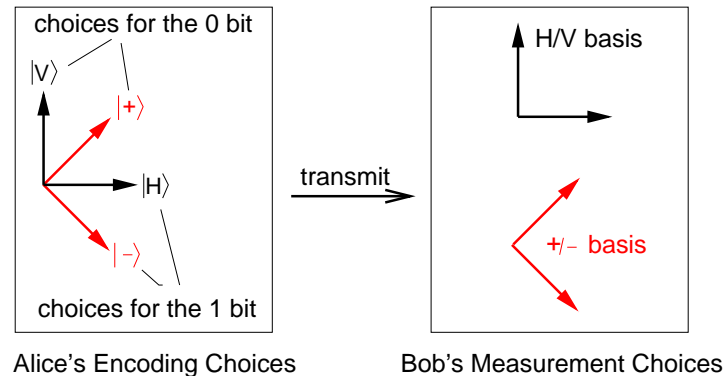 choices for the 0 bit
|V⟩
|+⟩
|H⟩
|−⟩
choices for the 1 bit
Alice's Encoding Choices
transmit
H/V basis
+/− basis
Bob's Measurement Choices